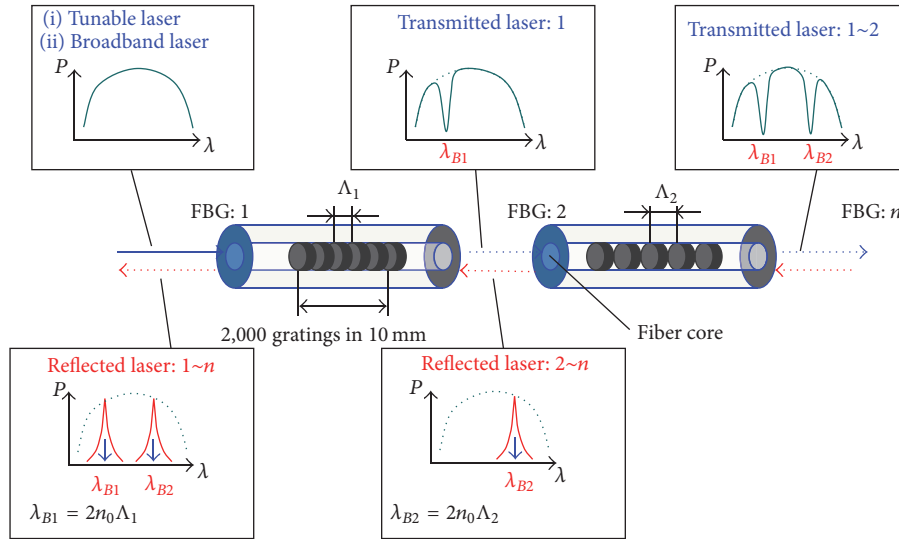 (i) Tunable laser
(ii) Broadband laser
P
λ
Transmitted laser: 1
P
λ
λB1
Transmitted laser: 1~2
P
λ
λB1
λB2
FBG: 1
Λ1
FBG: 2
Λ2
FBG: n
2,000 gratings in 10 mm
Fiber core
Reflected laser: 1~n
P
λ
λB1
λB2
λB1 = 2n0Λ1
Reflected laser: 2~n
P
λ
λB2
λB2 = 2n0Λ2